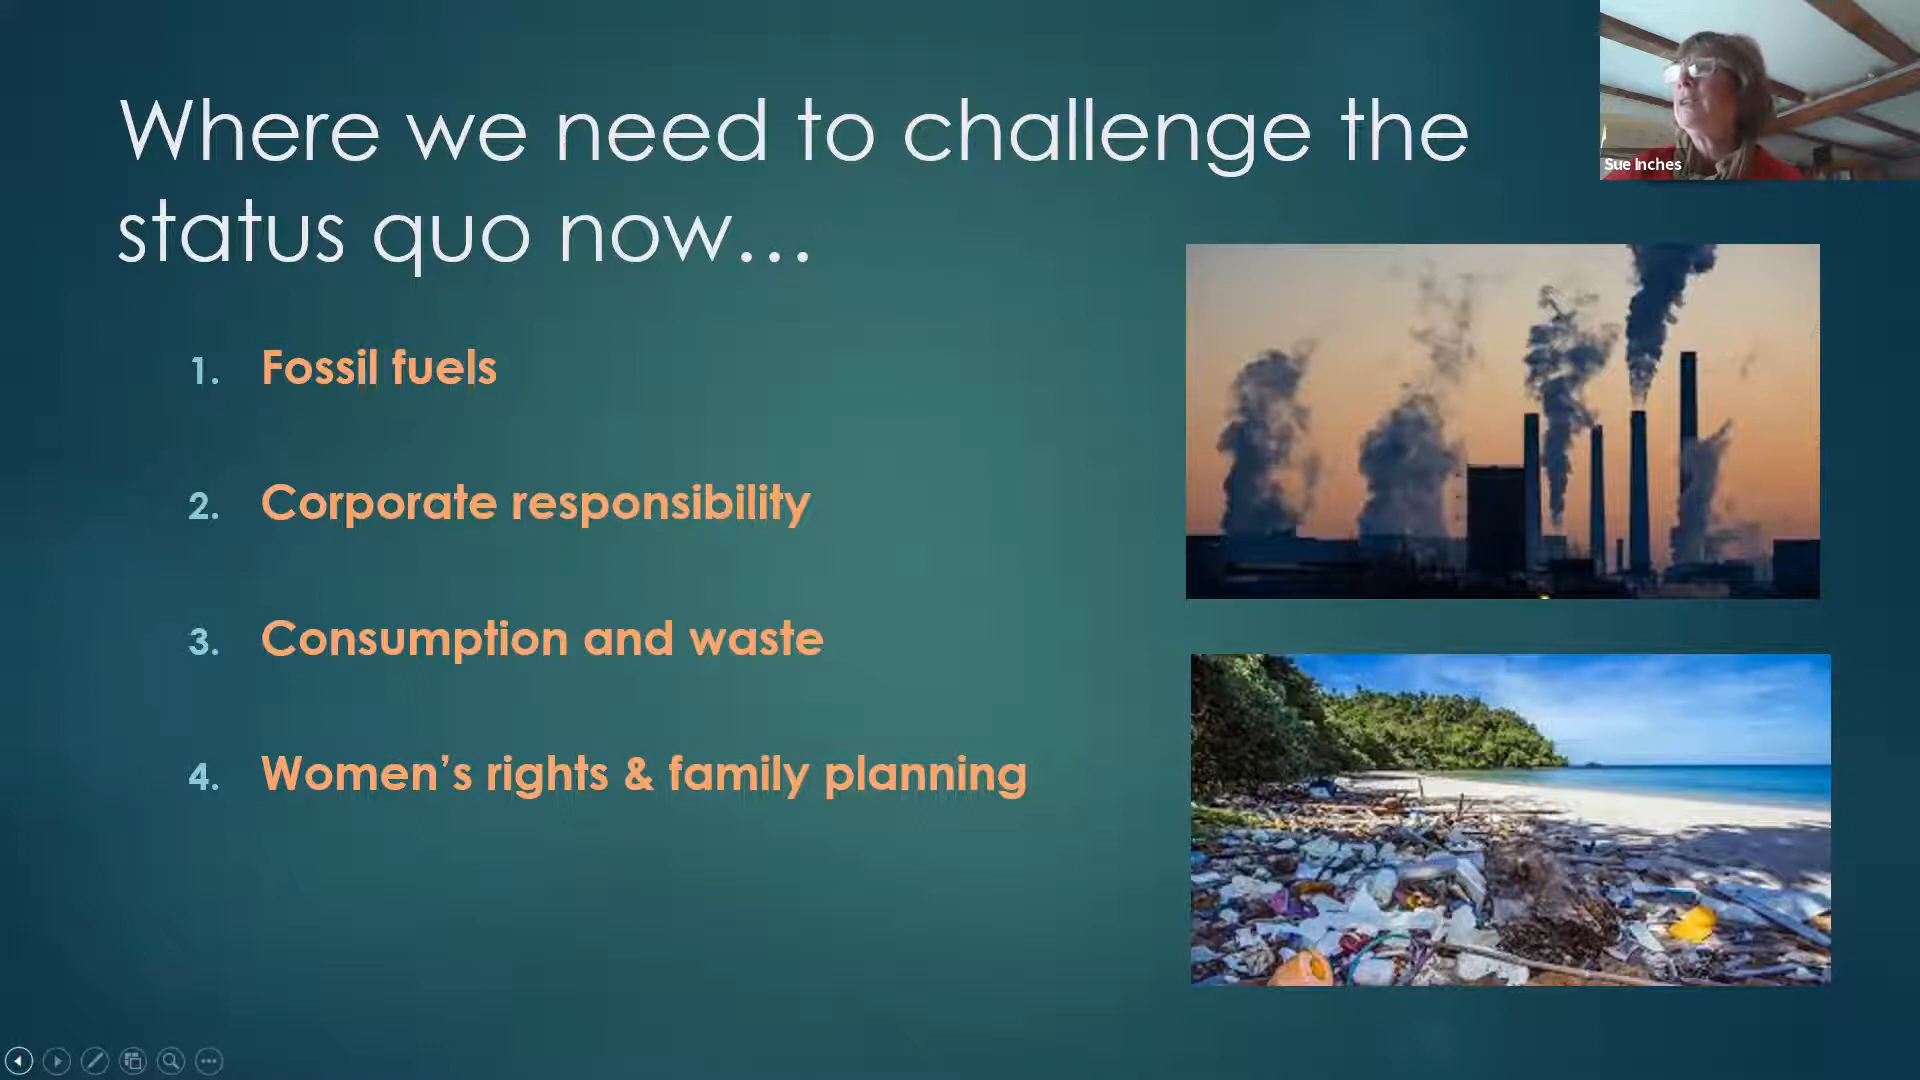 Where we need to challenge the
status quo now...
1. Fossil fuels
2. Corporate responsibility
3. Consumption and waste
4. Women’s rights & family planning
Sue Inches